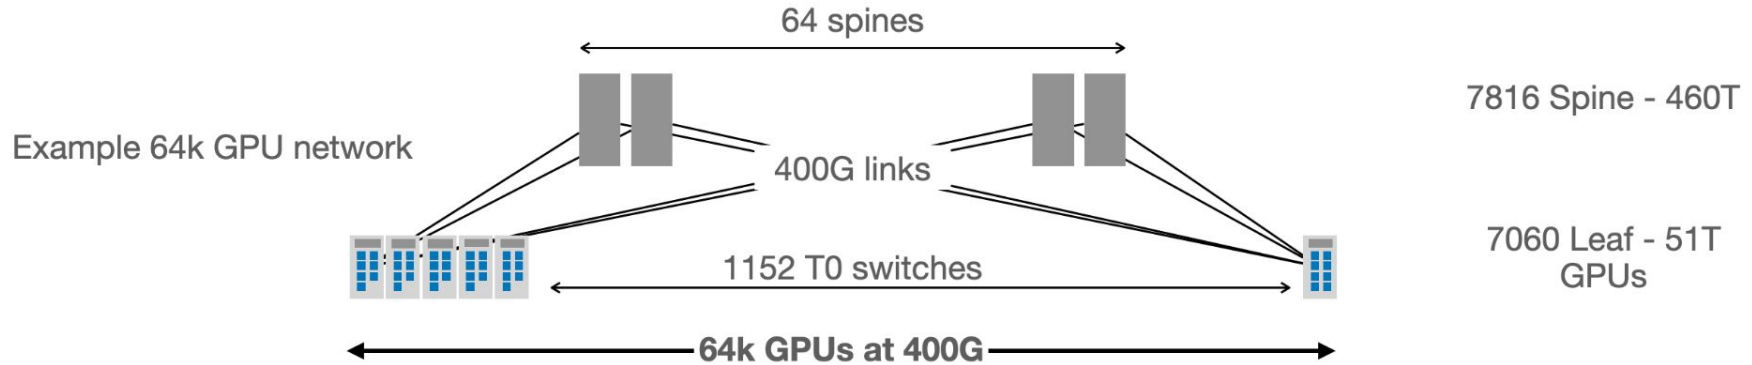 64 spines
7816 Spine - 460T
Example 64k GPU network
400G links
7060 Leaf - 51T
GPUs
1152 T0 switches
64k GPUs at 400G